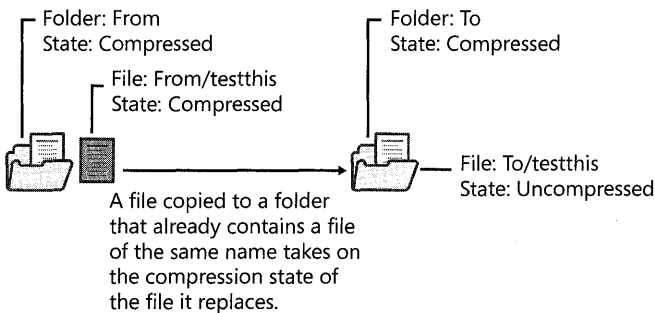 Folder: From
State: Compressed
File: From/testthis
State: Compressed
Folder: To
State: Compressed
File: To/testthis
State: Uncompressed
A file copied to a folder
that already contains a file
of the same name takes on
the compression state of
the file it replaces.